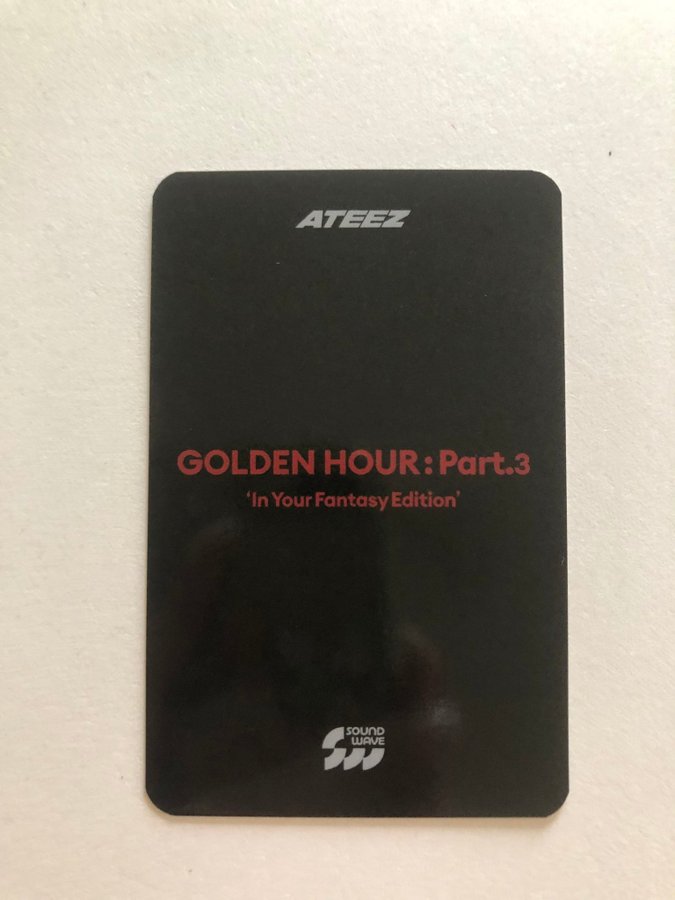 ATEEZ
GOLDEN HOUR : Part.3
‘In Your Fantasy Edition’
SOUND
WAVE